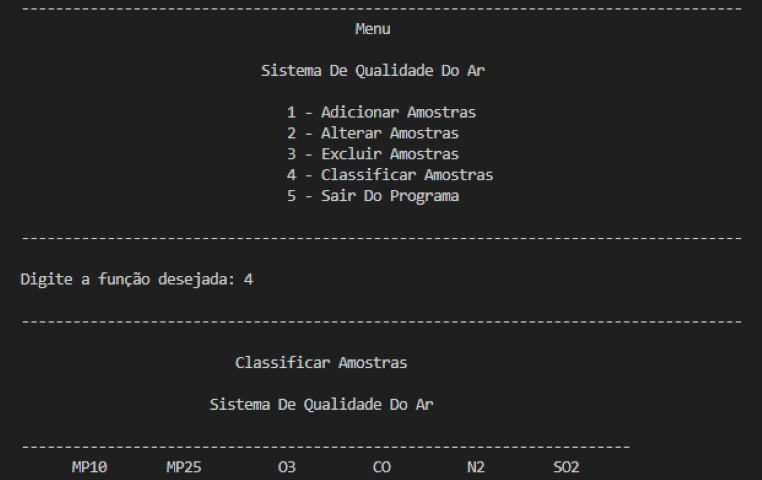 ------------------------------------------------------------------------------------
Menu
Sistema De Qualidade Do Ar
1 - Adicionar Amostras
2 - Alterar Amostras
3 - Excluir Amostras
4 - Classificar Amostras
5 - Sair Do Programa
------------------------------------------------------------------------------------
Digite a função desejada: 4
------------------------------------------------------------------------------------
Classificar Amostras
Sistema De Qualidade Do Ar
-----------------------------------------------------------------------
MP10 MP25 O3 CO N2 SO2